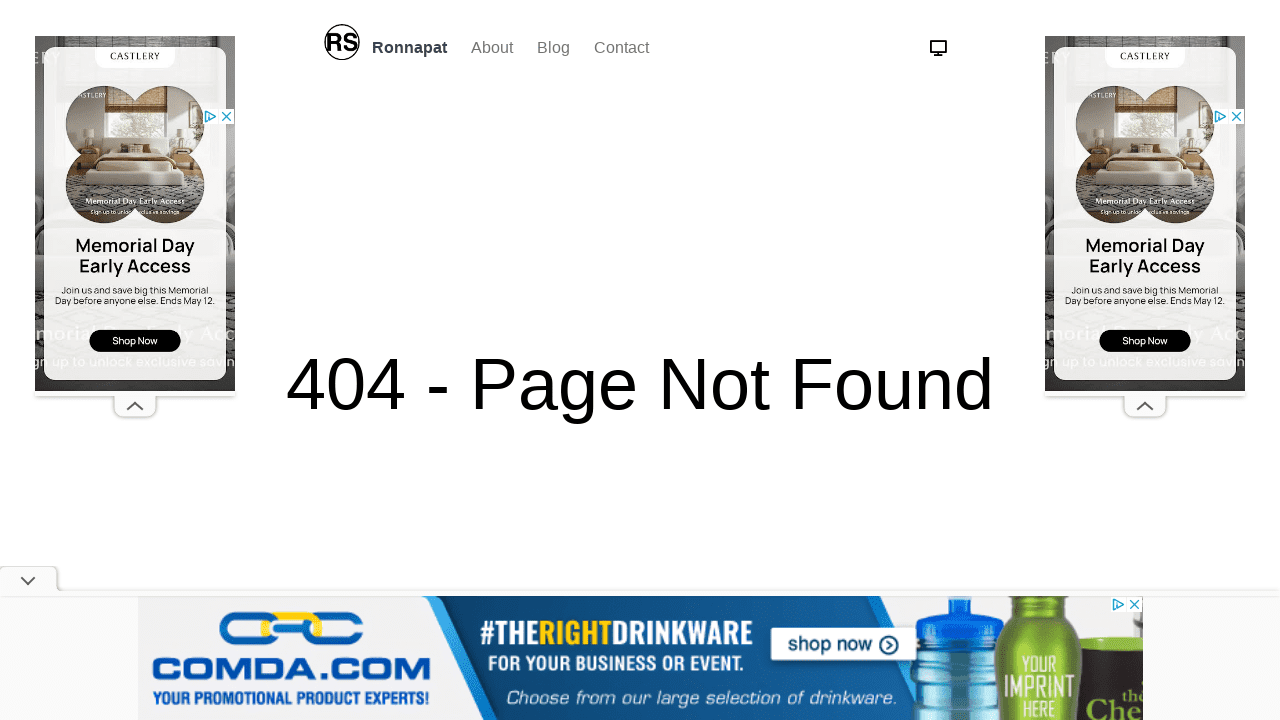 RS
Ronnapat
About
Blog
Contact
CASTLERY
CASTLERY
Memorial Day Early Access
Sign up to unlock exclusive savings
Memorial Day
Early Access
Join us and save big this Memorial
Day before anyone else. Ends May 12.
Shop Now
404 - Page Not Found
CASTLERY
Memorial Day Early Access
Sign up to unlock exclusive savings
Memorial Day
Early Access
Join us and save big this Memorial
Day before anyone else. Ends May 12.
Shop Now
COMDA.COM
YOUR PROMOTIONAL PRODUCT EXPERTS!
#THERIGHTDRINKWARE
FOR YOUR BUSINESS OR EVENT.
Choose from our large selection of drinkware.
shop now
YOUR
IMPRINT
HERE
the
Che